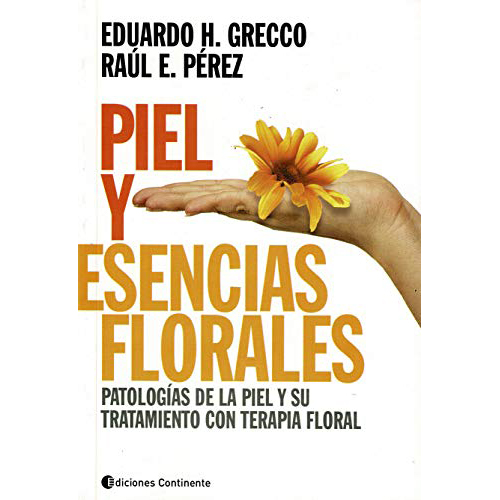 EDUARDO H. GRECCO
RAÚL E. PÉREZ
PIEL
Y
ESENCIAS
FLORALES
PATOLOGÍAS DE LA PIEL Y SU
TRATAMIENTO CON TERAPIA FLORAL
Ediciones Continente